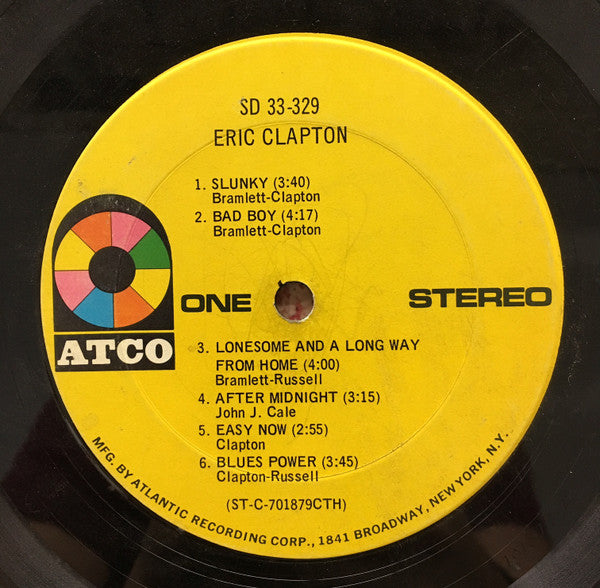 SD 33-329
ERIC CLAPTON
1. SLUNKY (3:40)
Bramlett-Clapton
2. BAD BOY (4:17)
Bramlett-Clapton
ATCO
ONE
STEREO
3. LONESOME AND A LONG WAY
FROM HOME (4:00)
Bramlett-Russell
4. AFTER MIDNIGHT (3:15)
John J. Cale
5. EASY NOW (2:55)
Clapton
6. BLUES POWER (3:45)
Clapton-Russell
(ST-C-701879CTH)
MFG. BY ATLANTIC RECORDING CORP., 1841 BROADWAY, NEW YORK, N.Y.